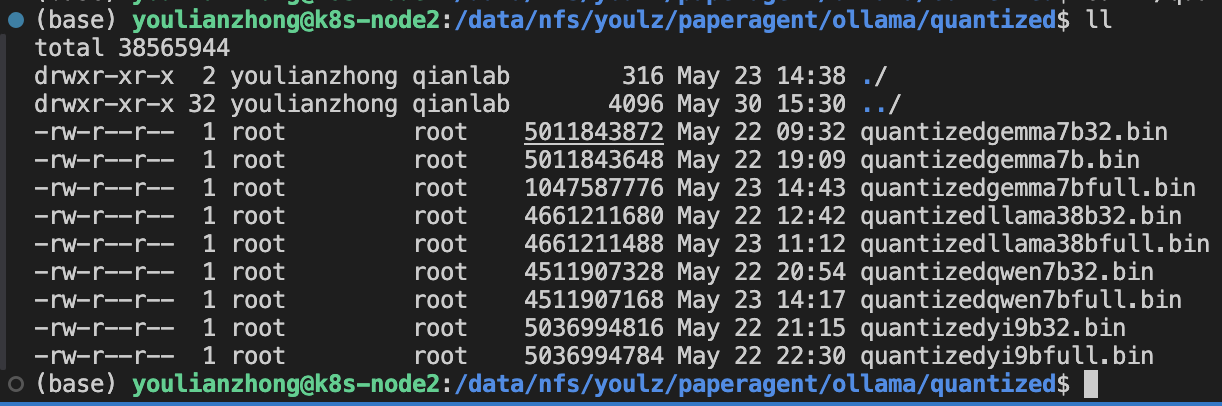 (base) youlianzhong@k8s-node2:/data/nfs/youlz/paperagent/ollama/quantized$ ll
total 38565944
drwxr-xr-x  2 youlianzhong qianlab        316 May 23 14:38 ./
drwxr-xr-x 32 youlianzhong qianlab       4096 May 30 15:30 ../
-rw-r--r--  1 root         root    5011843872 May 22 09:32 quantizedgemma7b32.bin
-rw-r--r--  1 root         root    5011843648 May 22 19:09 quantizedgemma7b.bin
-rw-r--r--  1 root         root    1047587776 May 23 14:43 quantizedgemma7bfull.bin
-rw-r--r--  1 root         root    4661211680 May 22 12:42 quantizedllama38b32.bin
-rw-r--r--  1 root         root    4661211488 May 23 11:12 quantizedllama38bfull.bin
-rw-r--r--  1 root         root    4511907328 May 22 20:54 quantizedqwen7b32.bin
-rw-r--r--  1 root         root    4511907168 May 23 14:17 quantizedqwen7bfull.bin
-rw-r--r--  1 root         root    5036994816 May 22 21:15 quantizedyi9b32.bin
-rw-r--r--  1 root         root    5036994784 May 22 22:30 quantizedyi9bfull.bin
(base) youlianzhong@k8s-node2:/data/nfs/youlz/paperagent/ollama/quantized$